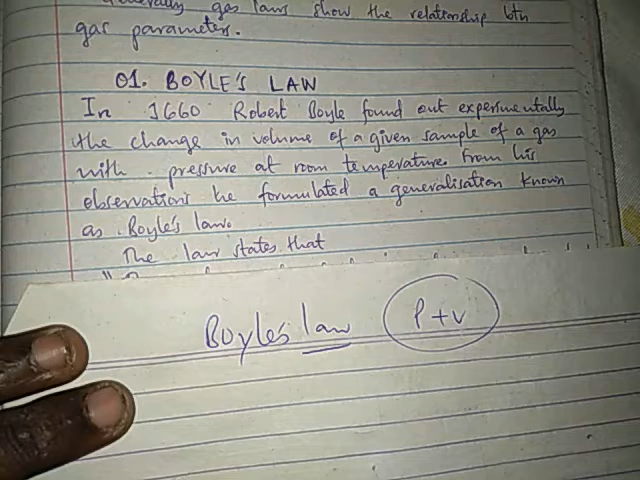 Generally gas laws show the relationship btn
gas parameters.
01. BOYLE'S LAW
In 1660 Robert Boyle found out experimentally
the change in volume of a given sample of a gas
with pressure at room temperature. From his
observations he formulated a generalisation known
as Boyle's law.
The law states that
Boyle's law P+V